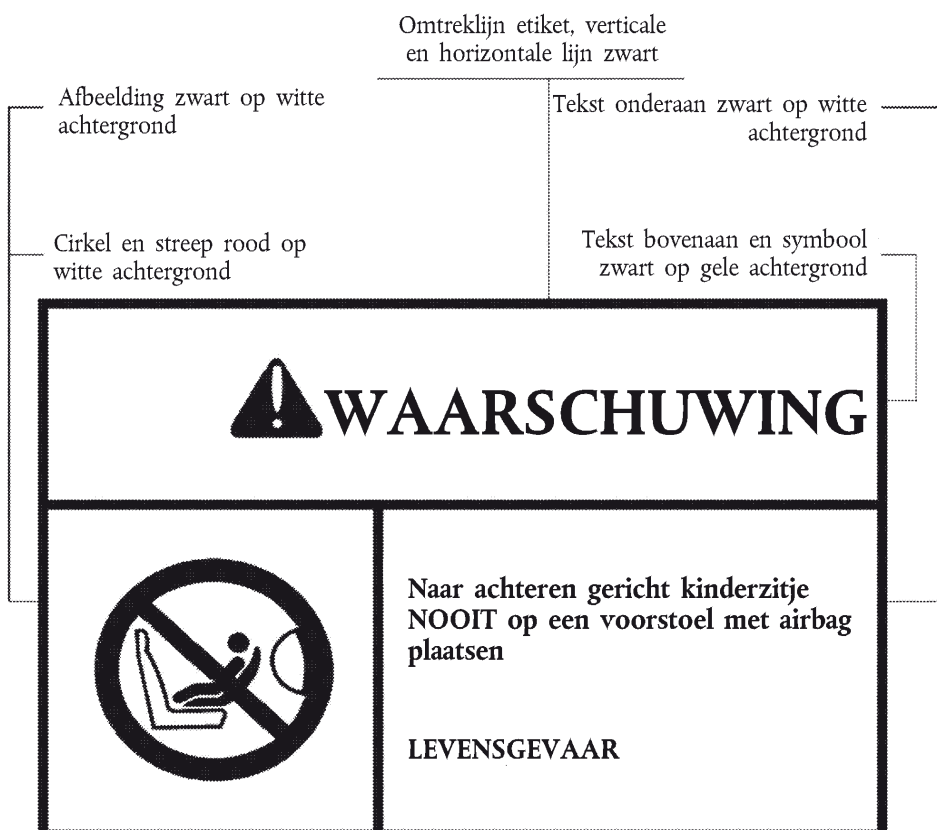 Omtreklijn etiket, verticale
en horizontale lijn zwart
Afbeelding zwart op witte
achtergrond
Tekst onderaan zwart op witte
achtergrond
Cirkel en streep rood op
witte achtergrond
Tekst bovenaan en symbool
zwart op gele achtergrond
WAARSCHUWING
Naar achteren gericht kinderzitje
NOOIT op een voorstoel met airbag
plaatsen
LEVENSGEVAAR